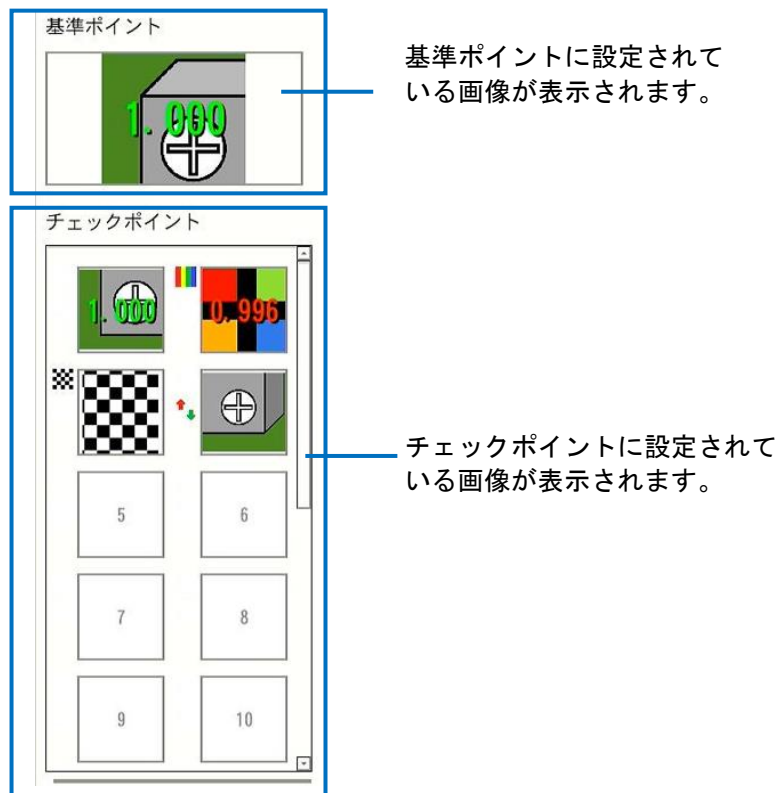 基準ポイント
1.000
基準ポイントに設定されて
いる画像が表示されます。
チェックポイント
1.000
0.996
チェックポイントに設定されて
いる画像が表示されます。
5
6
7
8
9
10